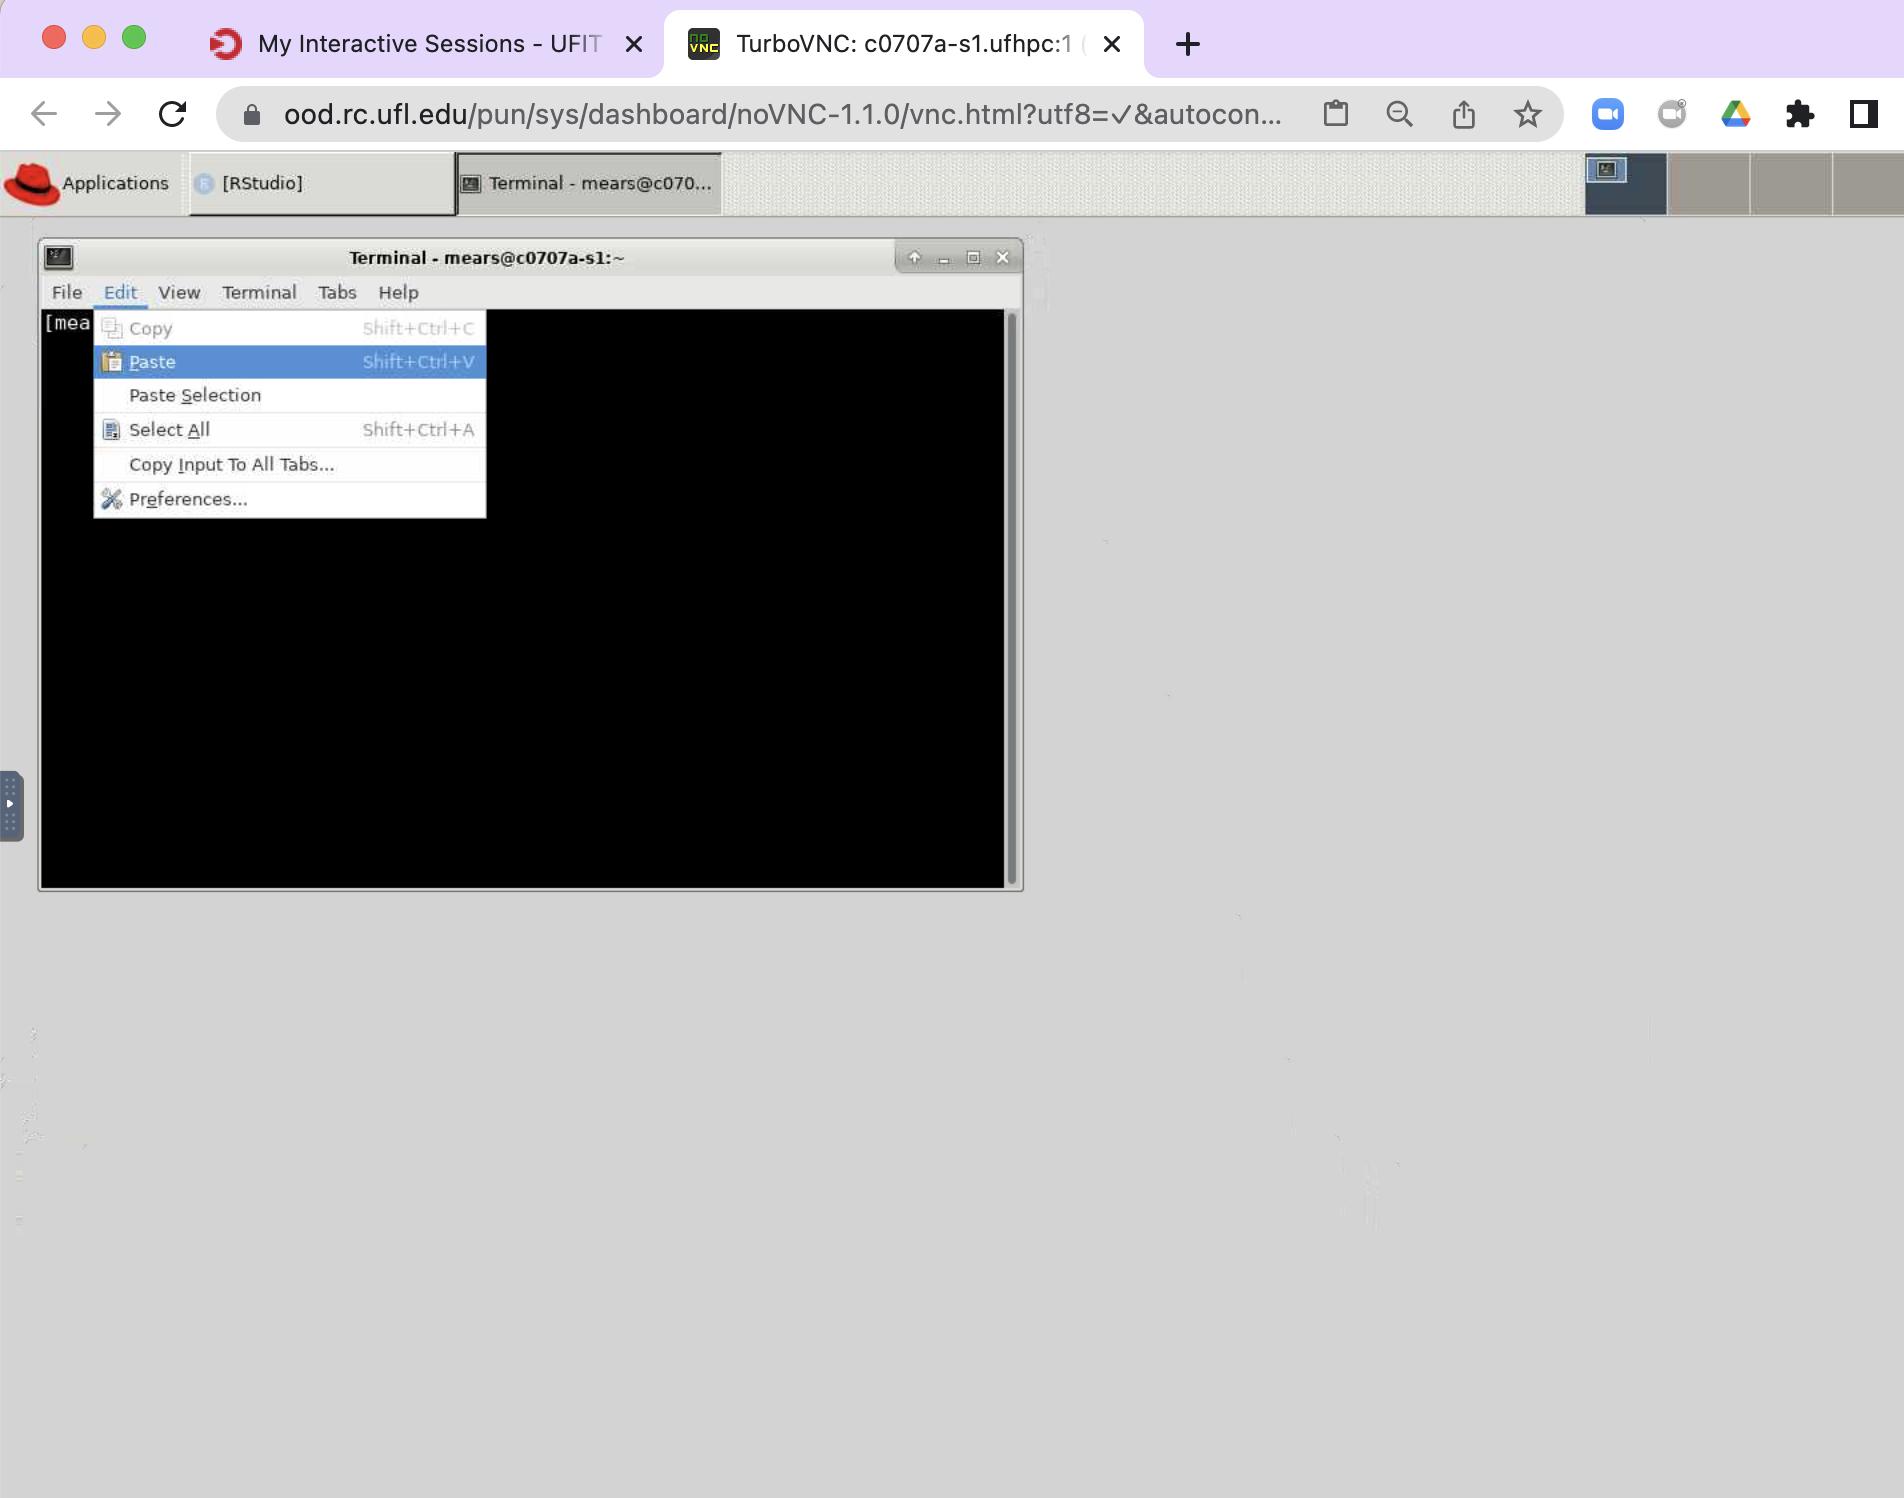 My Interactive Sessions - UFIT
no VNC TurboVNC: c0707a-s1.ufhpc:1 (
ood.rc.ufl.edu/pun/sys/dashboard/noVNC-1.1.0/vnc.html?utf8=✓&autocon...
Applications
R [RStudio]
Terminal - mears@c070...
Terminal - mears@c0707a-s1:~
File Edit View Terminal Tabs Help
[mea
Copy Shift+Ctrl+C
Paste Shift+Ctrl+V
Paste Selection
Select All Shift+Ctrl+A
Copy Input To All Tabs...
Preferences...